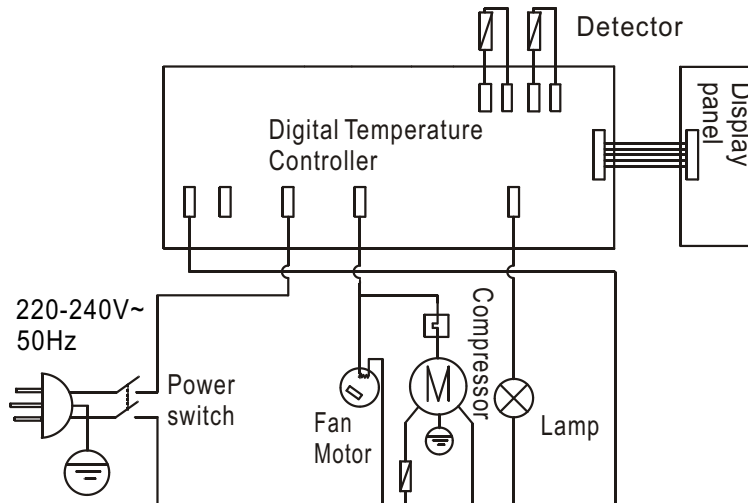 Detector
Display
panel
Digital Temperature
Controller
220-240V~
50Hz
Power
switch
Fan
Motor
M
Compressor
Lamp